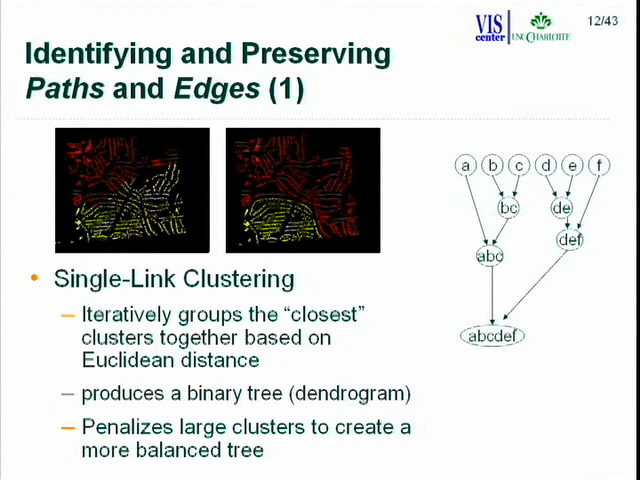 VIS
center
UNC CHARLOTTE
12/43
Identifying and Preserving
Paths and Edges (1)
a b c d e f
bc de
def
abc
abcdef
• Single-Link Clustering
– Iteratively groups the “closest”
clusters together based on
Euclidean distance
– produces a binary tree (dendrogram)
– Penalizes large clusters to create a
more balanced tree